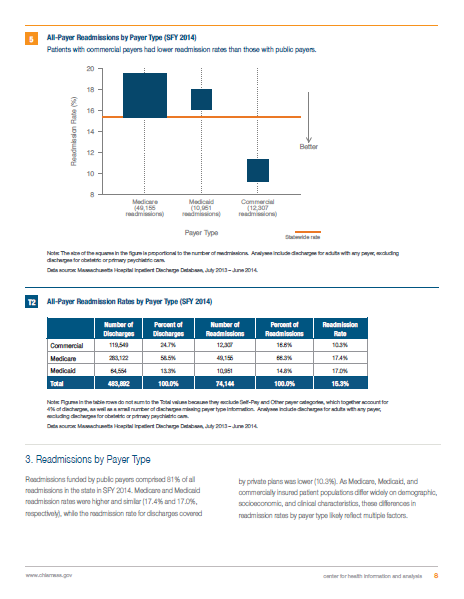 5
All-Payer Readmissions by Payer Type (SFY 2014)
Patients with commercial payers had lower readmission rates than those with public payers.
Readmission Rate (%)
20
18
16
14
12
10
8
Better
Medicare
(49,155
readmissions)
Medicaid
(10,951
readmissions)
Commercial
(12,307
readmissions)
Payer Type
Statewide rate
Note: The size of the squares in the figure is proportional to the number of readmissions. Analyses include discharges for adults with any payer, excluding
discharges for obstetric or primary psychiatric care.
Data source: Massachusetts Hospital Inpatient Discharge Database, July 2013 – June 2014.
T2
All-Payer Readmission Rates by Payer Type (SFY 2014)
Number of Discharges Percent of Discharges Number of Readmissions Percent of Readmissions Readmission Rate
Commercial 119,549 24.7% 12,307 16.6% 10.3%
Medicare 283,122 58.5% 49,155 66.3% 17.4%
Medicaid 64,554 13.3% 10,951 14.8% 17.0%
Total 483,892 100.0% 74,144 100.0% 15.3%
Note: Figures in the table rows do not sum to the Total values because they exclude Self-Pay and Other payer categories, which together account for
4% of discharges, as well as a small number of discharges missing payer type information. Analyses include discharges for adults with any payer,
excluding discharges for obstetric or primary psychiatric care.
Data source: Massachusetts Hospital Inpatient Discharge Database, July 2013 – June 2014.
3. Readmissions by Payer Type
Readmissions funded by public payers comprised 81% of all
readmissions in the state in SFY 2014. Medicare and Medicaid
readmission rates were higher and similar (17.4% and 17.0%,
respectively), while the readmission rate for discharges covered
by private plans was lower (10.3%). As Medicare, Medicaid, and
commercially insured patient populations differ widely on demographic,
socioeconomic, and clinical characteristics, these differences in
readmission rates by payer type likely reflect multiple factors.
www.chiamass.gov
center for health information and analysis 8